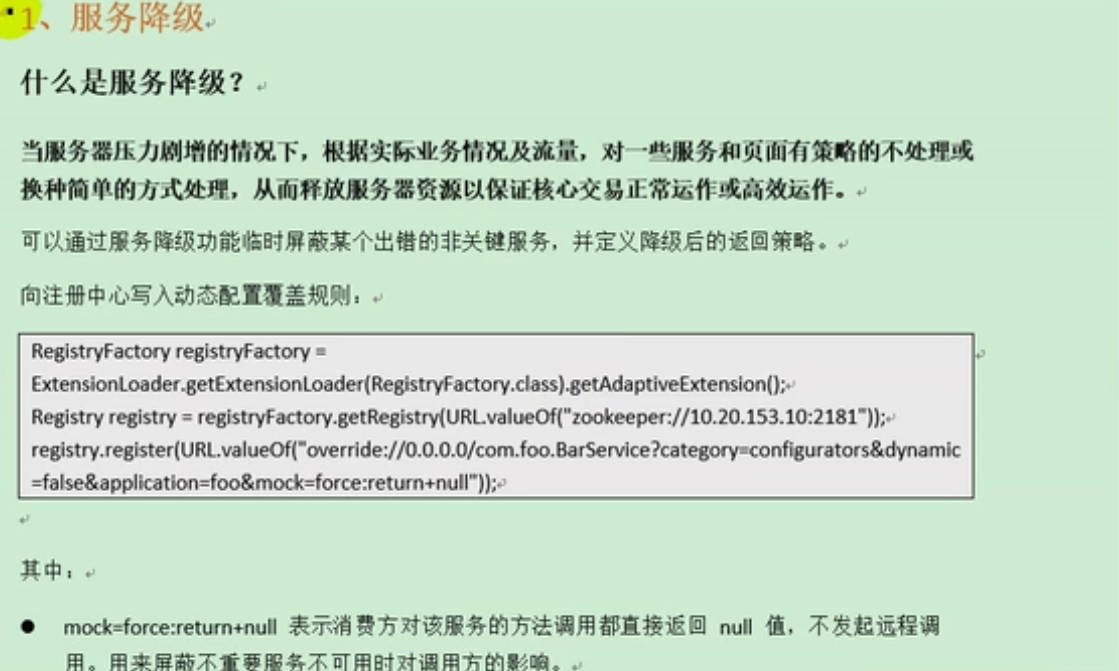 1、服务降级
什么是服务降级？
当服务器压力剧增的情况下，根据实际业务情况及流量，对一些服务和页面有策略的不处理或
换种简单的方式处理，从而释放服务器资源以保证核心交易正常运作或高效运作。
可以通过服务降级功能临时屏蔽某个出错的非关键服务，并定义降级后的返回策略。
向注册中心写入动态配置覆盖规则：
RegistryFactory registryFactory =
ExtensionLoader.getExtensionLoader(RegistryFactory.class).getAdaptiveExtension();
Registry registry = registryFactory.getRegistry(URL.valueOf("zookeeper://10.20.153.10:2181"));
registry.register(URL.valueOf("override://0.0.0.0/com.foo.BarService?category=configurators&dynamic
=false&application=foo&mock=force:return+null"));
其中：
● mock=force:return+null 表示消费方对该服务的方法调用都直接返回 null 值，不发起远程调
用。用来屏蔽不重要服务不可用时对调用方的影响。